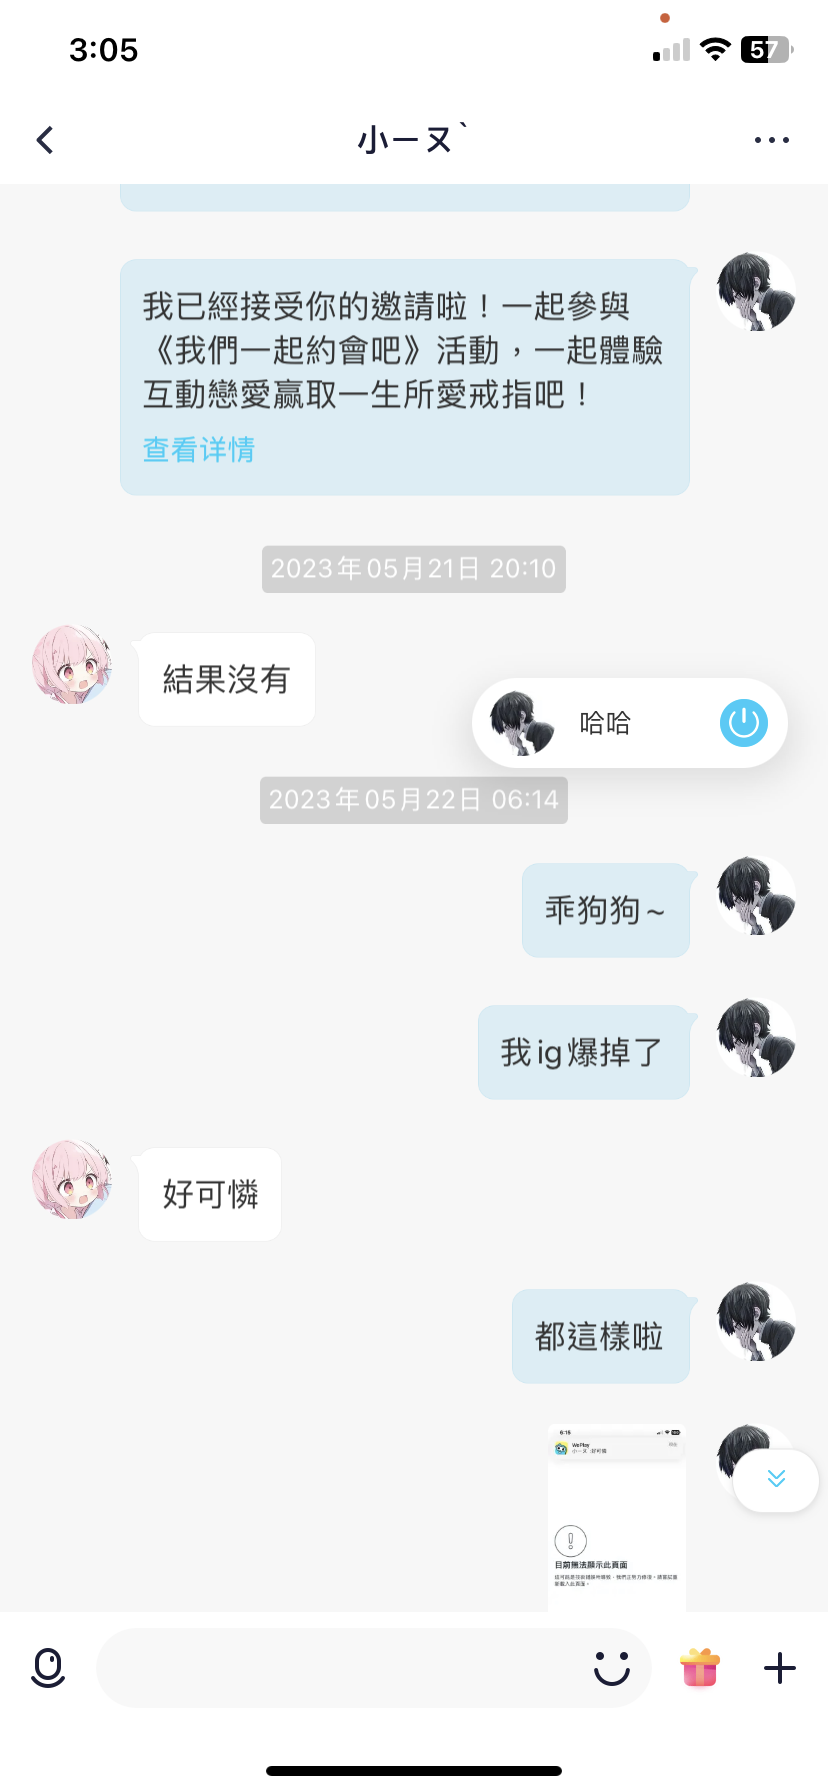 3:05
57
小ーヌ`
我已經接受你的邀請啦！一起參與
《我們一起約會吧》活動，一起體驗
互動戀愛赢取一生所愛戒指吧！
查看详情
2023年05月21日 20:10
結果沒有
哈哈
2023年05月22日 06:14
乖狗狗~
我ig爆掉了
好可憐
都這樣啦
6:15
WePlay
小ーヌ`:好可憐
目前無法顯示此頁面